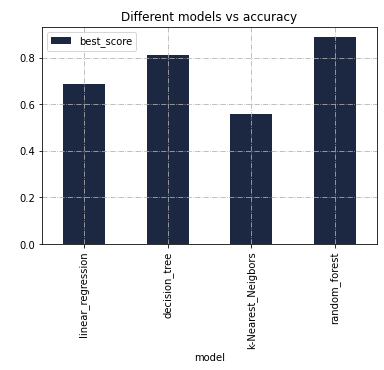 Different models vs accuracy
best_score
0.8
0.6
0.4
0.2
0.0
linear_regression
decision_tree
k-Nearest_Neigbors
random_forest
model